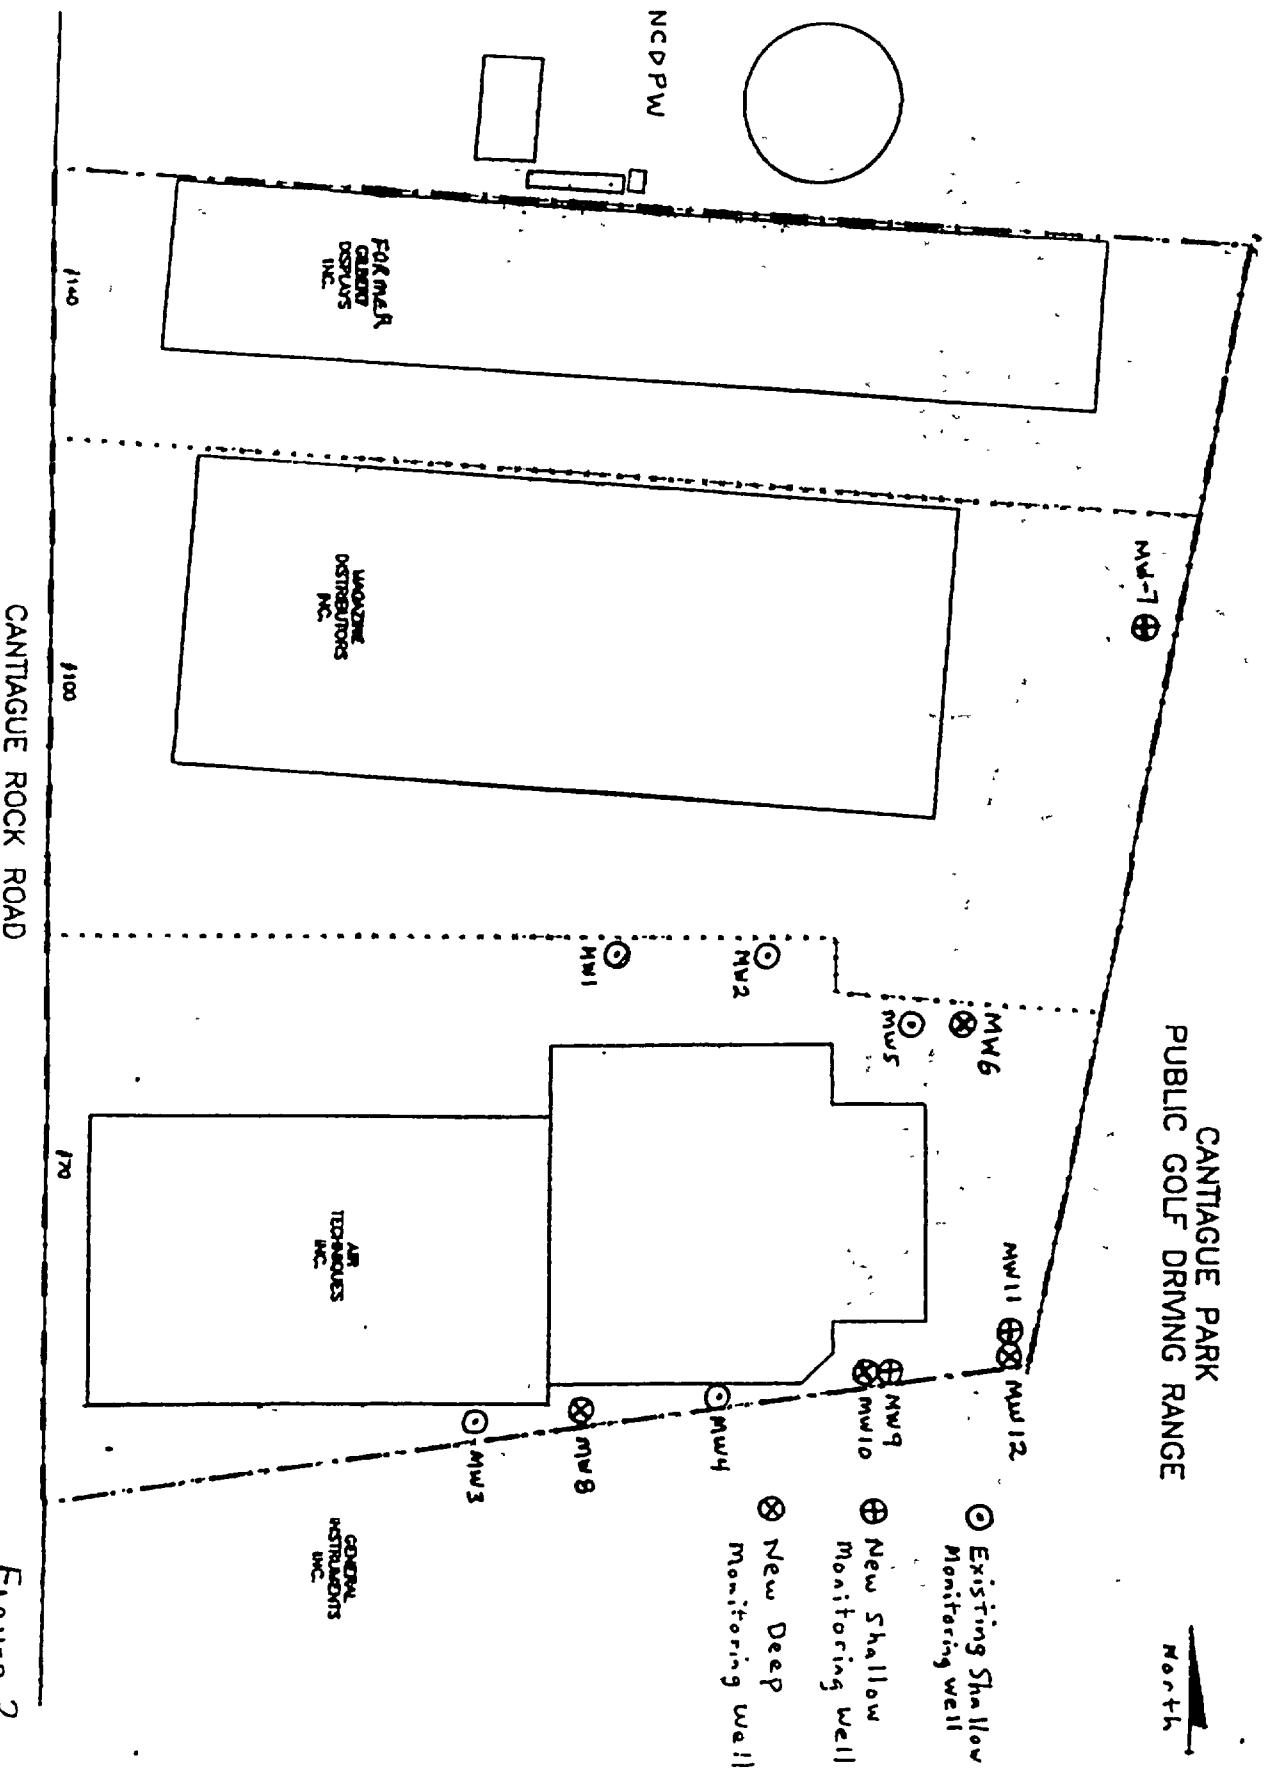 NCDPW
FORMER
GILBERT
DISPLAYS
INC.
#140
MAGAZINE
DISTRIBUTORS
INC.
#100
CANTIAGUE ROCK ROAD
MW-7
MW1
MW2
MW5
MW6
CANTIAGUE PARK
PUBLIC GOLF DRIVING RANGE
AIR
TECHNIQUES
INC.
#70
MW11
MW12
MW9
MW10
MW4
MW8
MW3
GENERAL
INSTRUMENTS
INC.
Existing Shallow
Monitoring well
New Shallow
Monitoring Well
New Deep
Monitoring Well
North
FIGURE 2